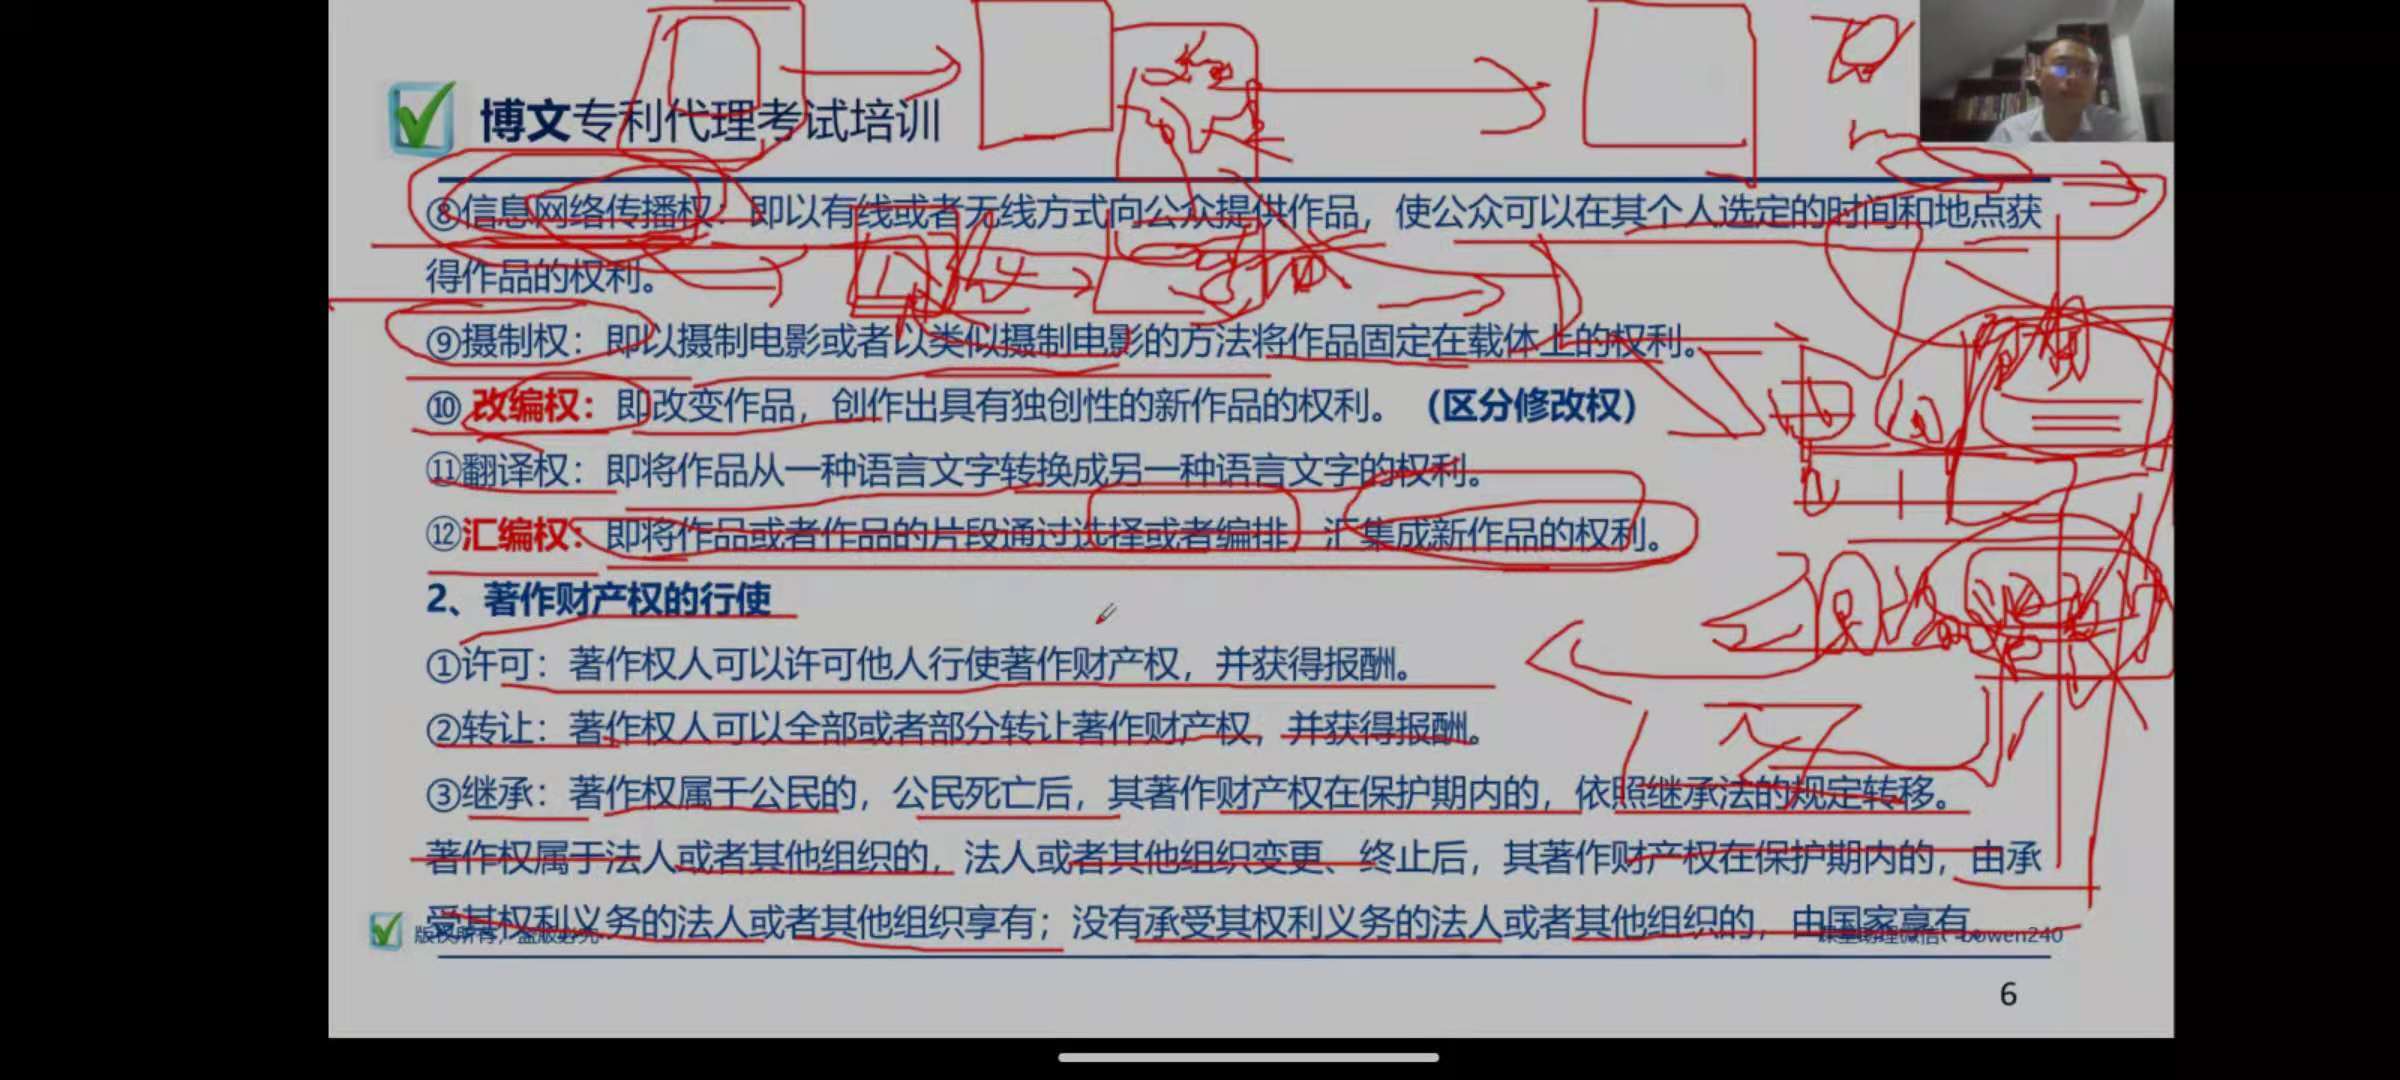 博文专利代理考试培训
⑧信息网络传播权：即以有线或者无线方式向公众提供作品，使公众可以在其个人选定的时间和地点获
得作品的权利。
⑨摄制权：即以摄制电影或者以类似摄制电影的方法将作品固定在载体上的权利。
⑩ 改编权：即改变作品，创作出具有独创性的新作品的权利。（区分修改权）
⑪翻译权：即将作品从一种语言文字转换成另一种语言文字的权利。
⑫汇编权：即将作品或者作品的片段通过选择或者编排，汇集成新作品的权利。
2、著作财产权的行使
①许可：著作权人可以许可他人行使著作财产权，并获得报酬。
②转让：著作权人可以全部或者部分转让著作财产权，并获得报酬。
③继承：著作权属于公民的，公民死亡后，其著作财产权在保护期内的，依照继承法的规定转移。
著作权属于法人或者其他组织的，法人或者其他组织变更、终止后，其著作财产权在保护期内的，由承
受其权利义务的法人或者其他组织享有；没有承受其权利义务的法人或者其他组织的，由国家享有。
版权所有，盗版必究
课堂助理微信：bowen240
6